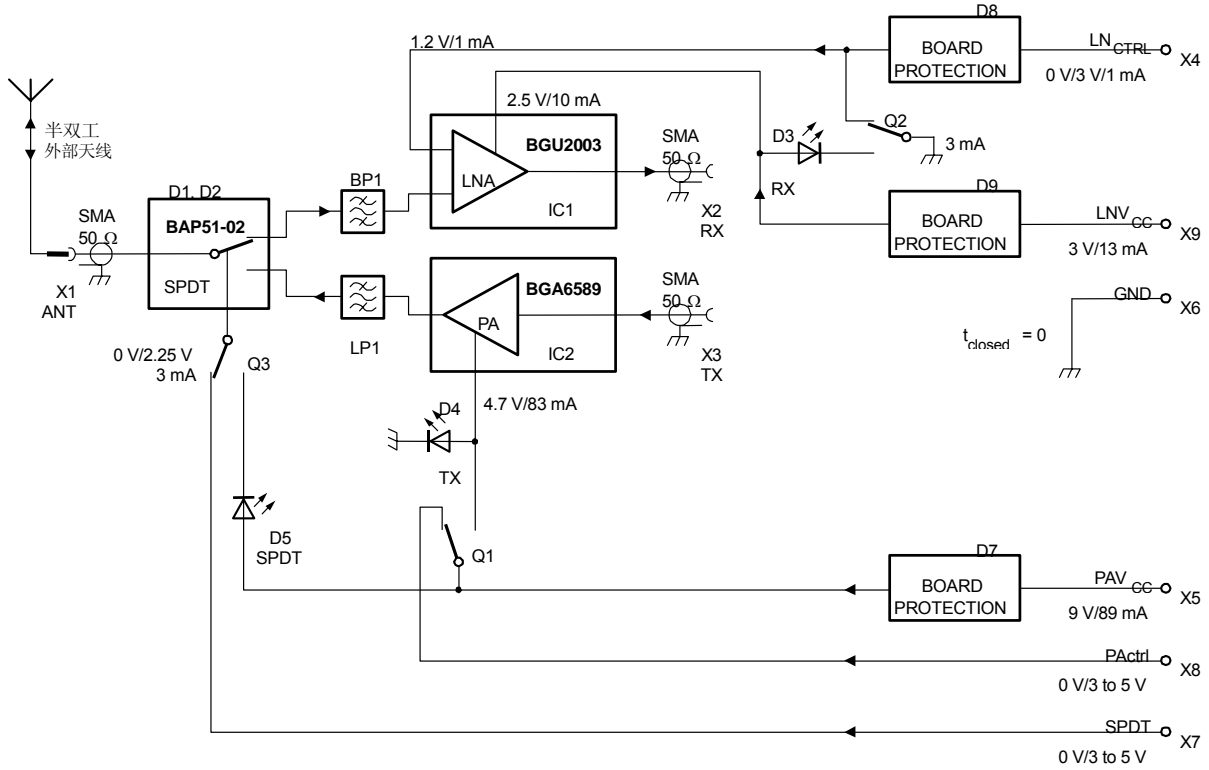 D8
1.2 V/1 mA
BOARD
PROTECTION
LN CTRL
X4
0 V/3 V/1 mA
2.5 V/10 mA
半双工
外部天线
BGU2003
SMA
50 Ω
D3
Q2
3 mA
LNA
IC1
BP1
D1, D2
BAP51-02
SPDT
SMA
50 Ω
X1
ANT
X2
RX
RX
D9
BOARD
PROTECTION
LNV CC
X9
3 V/13 mA
BGA6589
SMA
50 Ω
PA
IC2
LP1
X3
TX
GND
X6
t closed = 0
0 V/2.25 V
3 mA
Q3
4.7 V/83 mA
D4
TX
D5
SPDT
Q1
D7
BOARD
PROTECTION
PAV CC
X5
9 V/89 mA
PActrl
X8
0 V/3 to 5 V
SPDT
X7
0 V/3 to 5 V